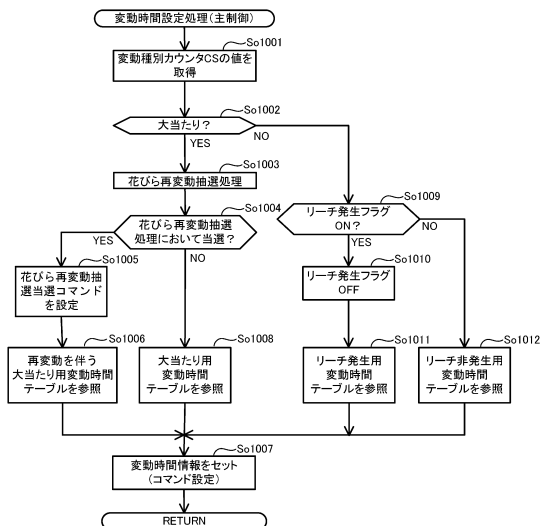 変動時間設定処理(主制御)
So1001
変動種別カウンタCSの値を
取得
So1002
大当たり?
NO
YES
So1003
花びら再変動抽選処理
So1004
花びら再変動抽選
処理において当選?
YES
NO
So1009
リーチ発生フラグ
ON?
NO
YES
So1005
花びら再変動抽
選当選コマンド
を設定
So1010
リーチ発生フラグ
OFF
So1006
再変動を伴う
大当たり用変動時間
テーブルを参照
So1008
大当たり用
変動時間
テーブルを参照
So1011
リーチ発生用
変動時間
テーブルを参照
So1012
リーチ非発生用
変動時間
テーブルを参照
So1007
変動時間情報をセット
(コマンド設定)
RETURN